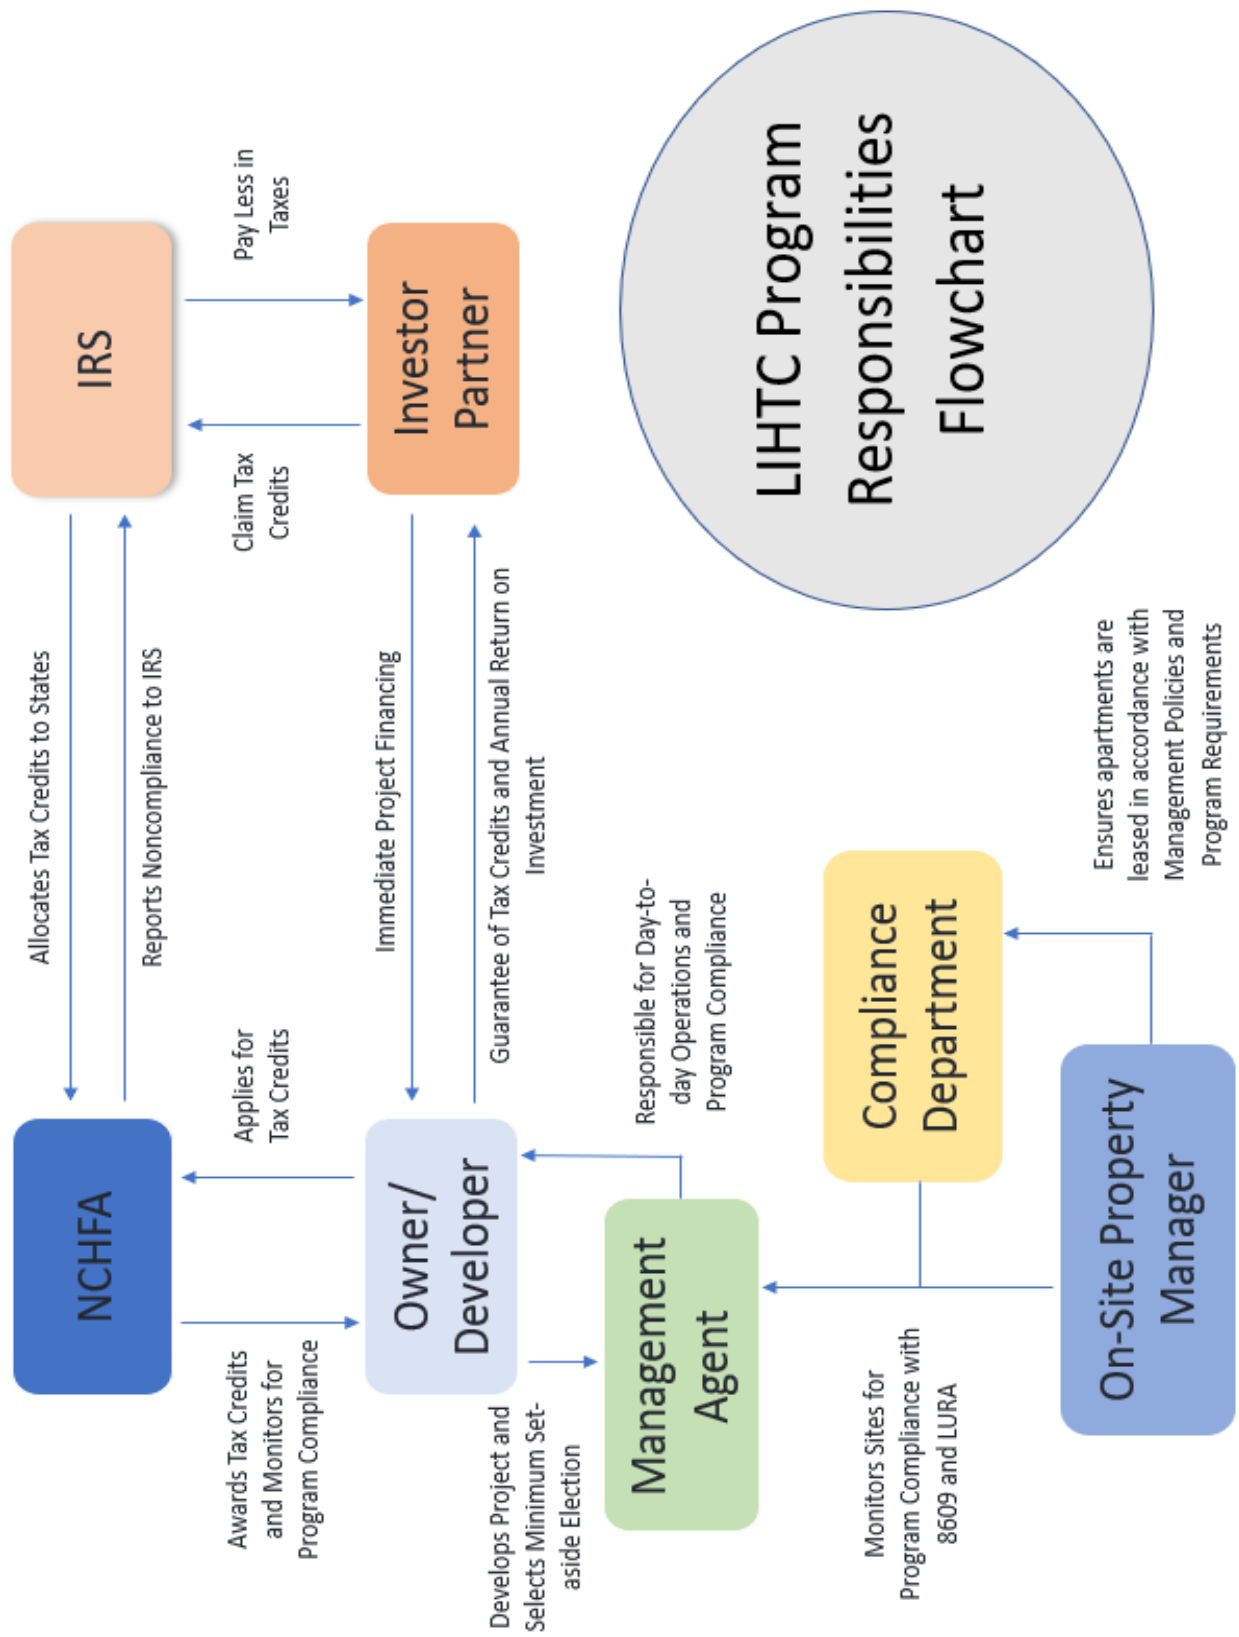 NCHFA
Allocates Tax Credits to States
Reports Noncompliance to IRS
IRS
Awards Tax Credits
and Monitors for
Program Compliance
Applies for
Tax Credits
Claim Tax
Credits
Pay Less in
Taxes
Owner/
Developer
Immediate Project Financing
Guarantee of Tax Credits and Annual Return on
Investment
Investor
Partner
Develops Project and
Selects Minimum Set-
aside Election
Management
Agent
Responsible for Day-to-
day Operations and
Program Compliance
Monitors Sites for
Program Compliance with
8609 and LURA
Compliance
Department
On-Site Property
Manager
Ensures apartments are
leased in accordance with
Management Policies and
Program Requirements
LIHTC Program
Responsibilities
Flowchart